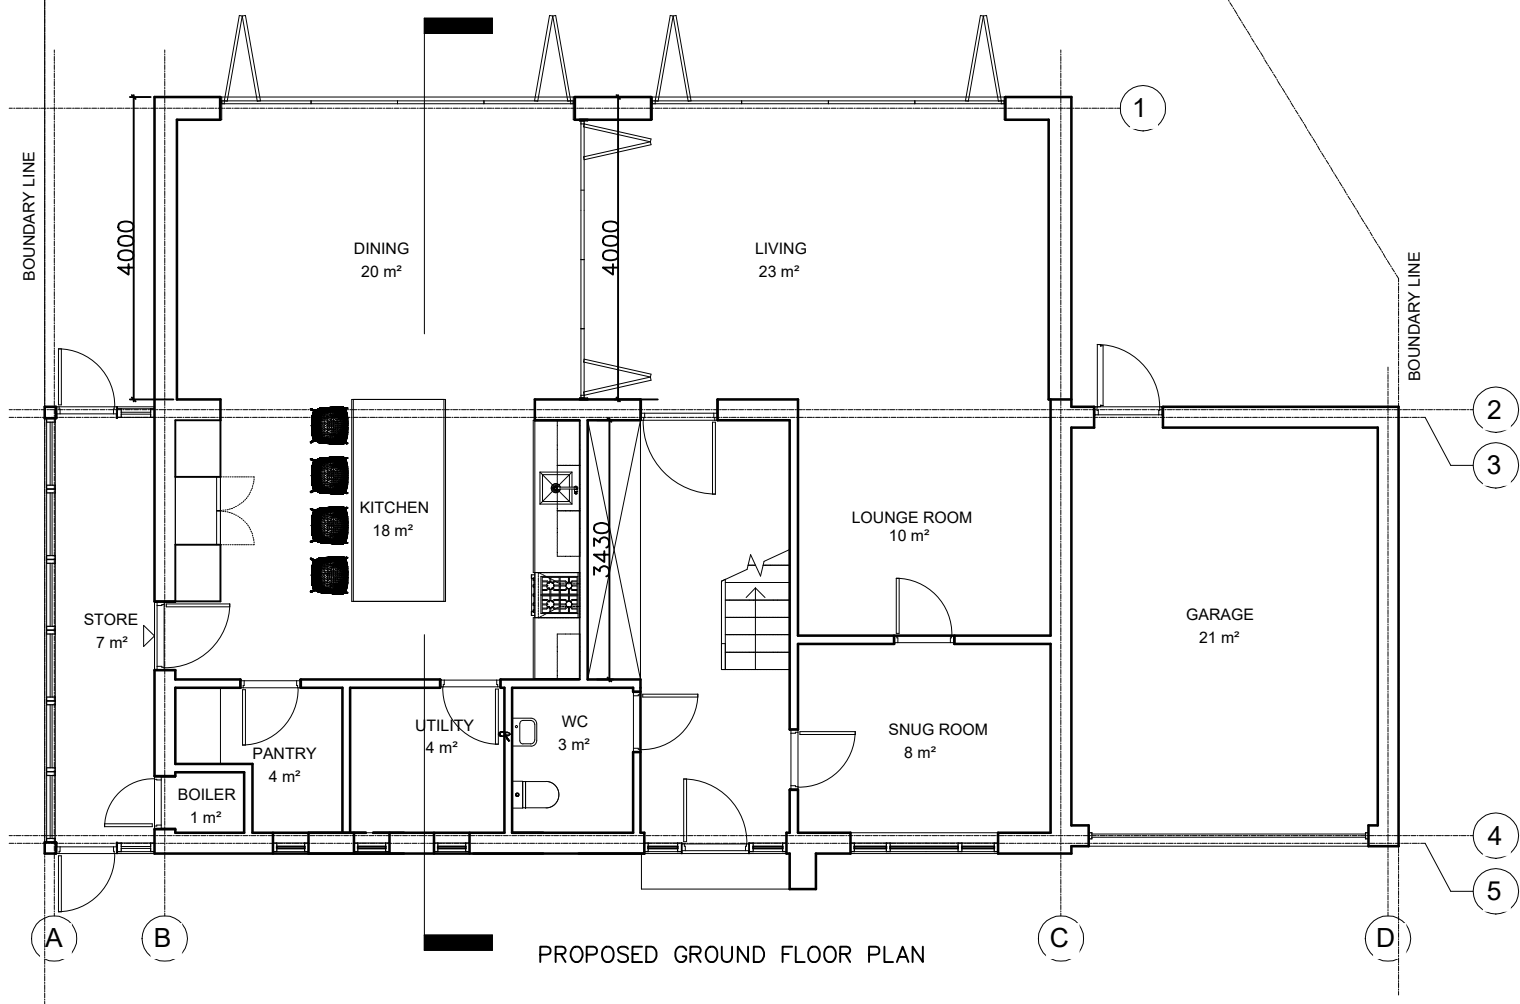 1
BOUNDARY LINE
4000
DINING
20 m²
4000
LIVING
23 m²
BOUNDARY LINE
2
3
KITCHEN
18 m²
3430
LOUNGE ROOM
10 m²
STORE
7 m²
GARAGE
21 m²
PANTRY
4 m²
UTILITY
4 m²
WC
3 m²
SNUG ROOM
8 m²
BOILER
1 m²
4
5
A
B
C
D
PROPOSED GROUND FLOOR PLAN